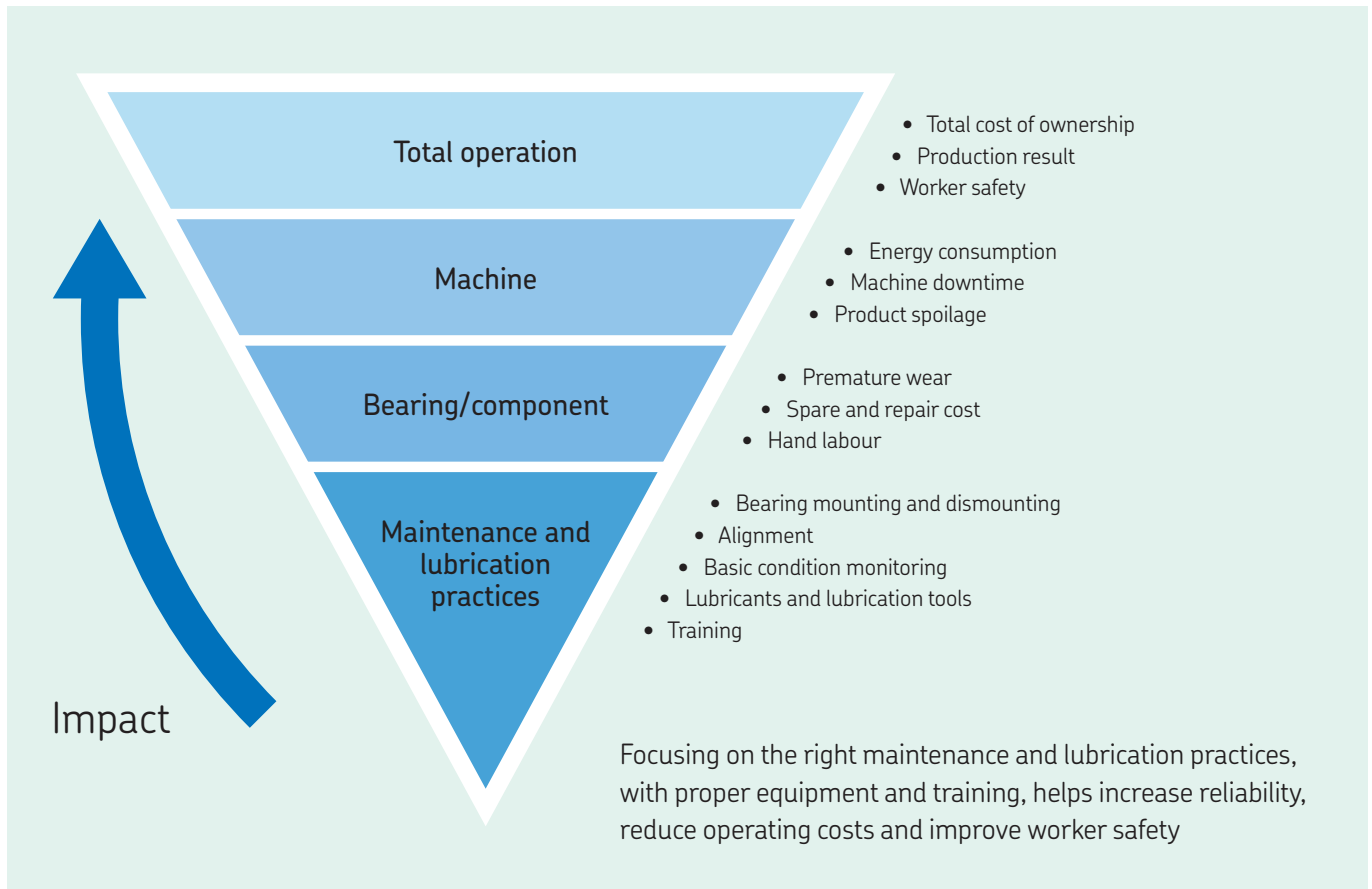 Total operation
• Total cost of ownership
• Production result
• Worker safety
Machine
• Energy consumption
• Machine downtime
• Product spoilage
Bearing/component
• Premature wear
• Spare and repair cost
• Hand labour
Maintenance and
lubrication
practices
• Bearing mounting and dismounting
• Alignment
• Basic condition monitoring
• Lubricants and lubrication tools
• Training
Impact
Focusing on the right maintenance and lubrication practices,
with proper equipment and training, helps increase reliability,
reduce operating costs and improve worker safety